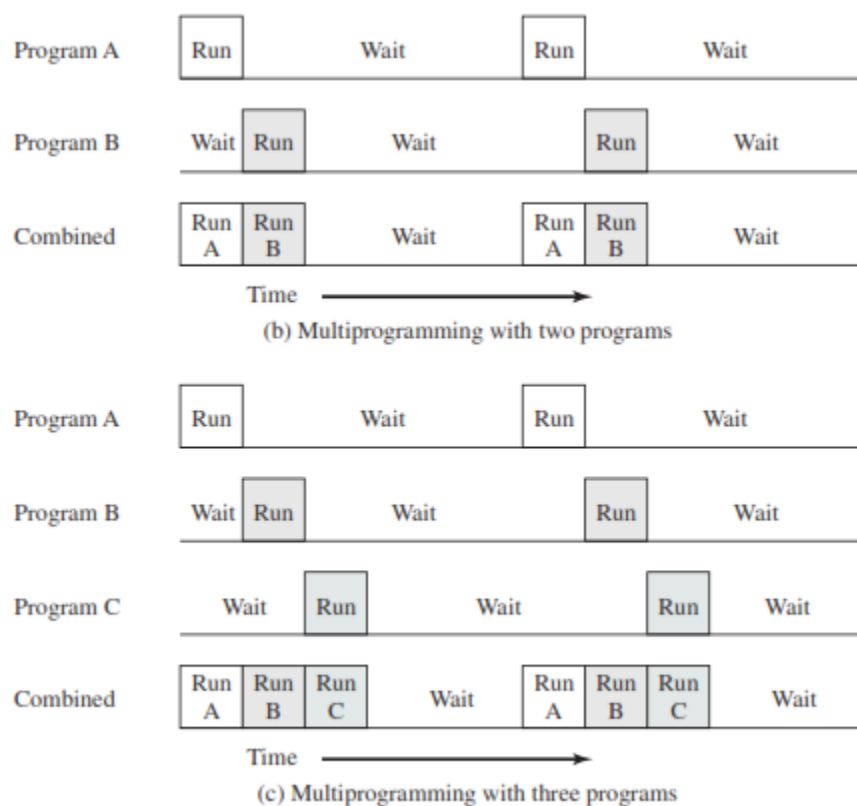 Program A Run Wait Run Wait
Program B Wait Run Wait Run Wait
Combined Run A Run B Wait Run A Run B Wait
Time
(b) Multiprogramming with two programs
Program A Run Wait Run Wait
Program B Wait Run Wait Run Wait
Program C Wait Run Wait Run Wait
Combined Run A Run B Run C Wait Run A Run B Run C Wait
Time
(c) Multiprogramming with three programs